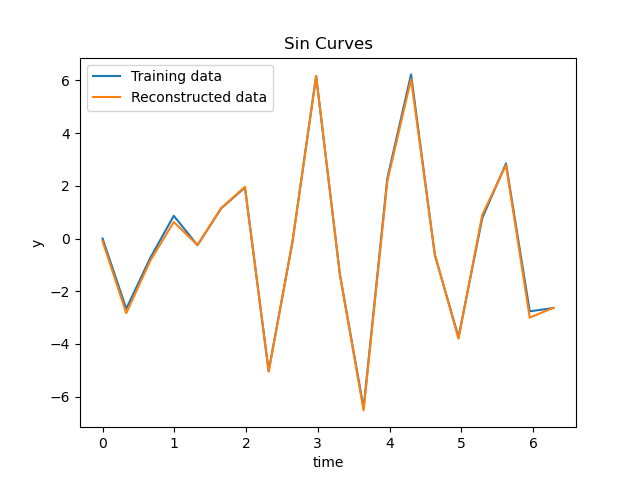 Sin Curves
Training data
Reconstructed data
6
4
2
0
−2
−4
−6
y
0 1 2 3 4 5 6
time